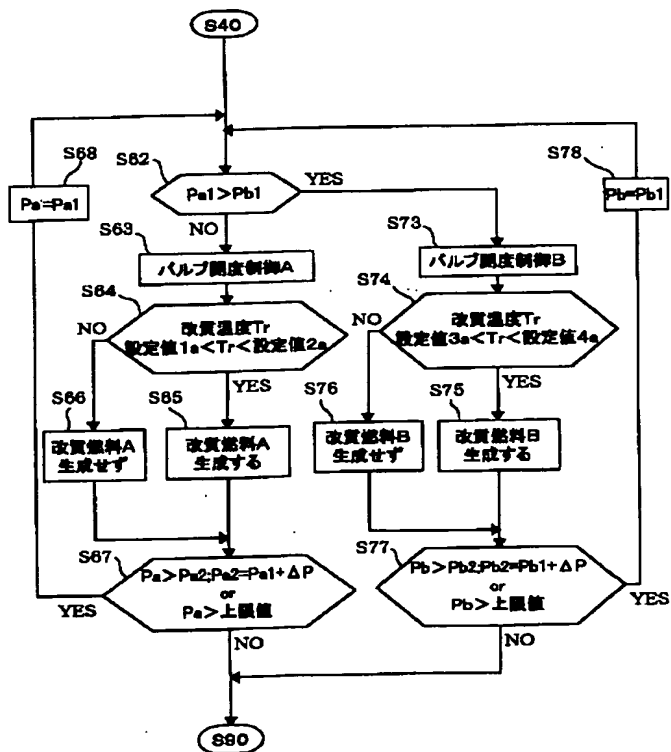 S40
S68
Pa=Pa1
S62
Pa1>Pb1
YES
NO
S78
Pb=Pb1
S63
バルブ開度制御A
S73
バルブ開度制御B
S64
改質温度Tr
設定値1a<Tr<設定値2a
NO
YES
S74
改質温度Tr
設定値3a<Tr<設定値4a
NO
YES
S66
改質燃料A
生成せず
S65
改質燃料A
生成する
S76
改質燃料B
生成せず
S75
改質燃料B
生成する
S67
Pa>Pa2;Pa2=Pa1+ΔP
or
Pa>上限値
YES
NO
S77
Pb>Pb2;Pb2=Pb1+ΔP
or
Pb>上限値
YES
NO
S90